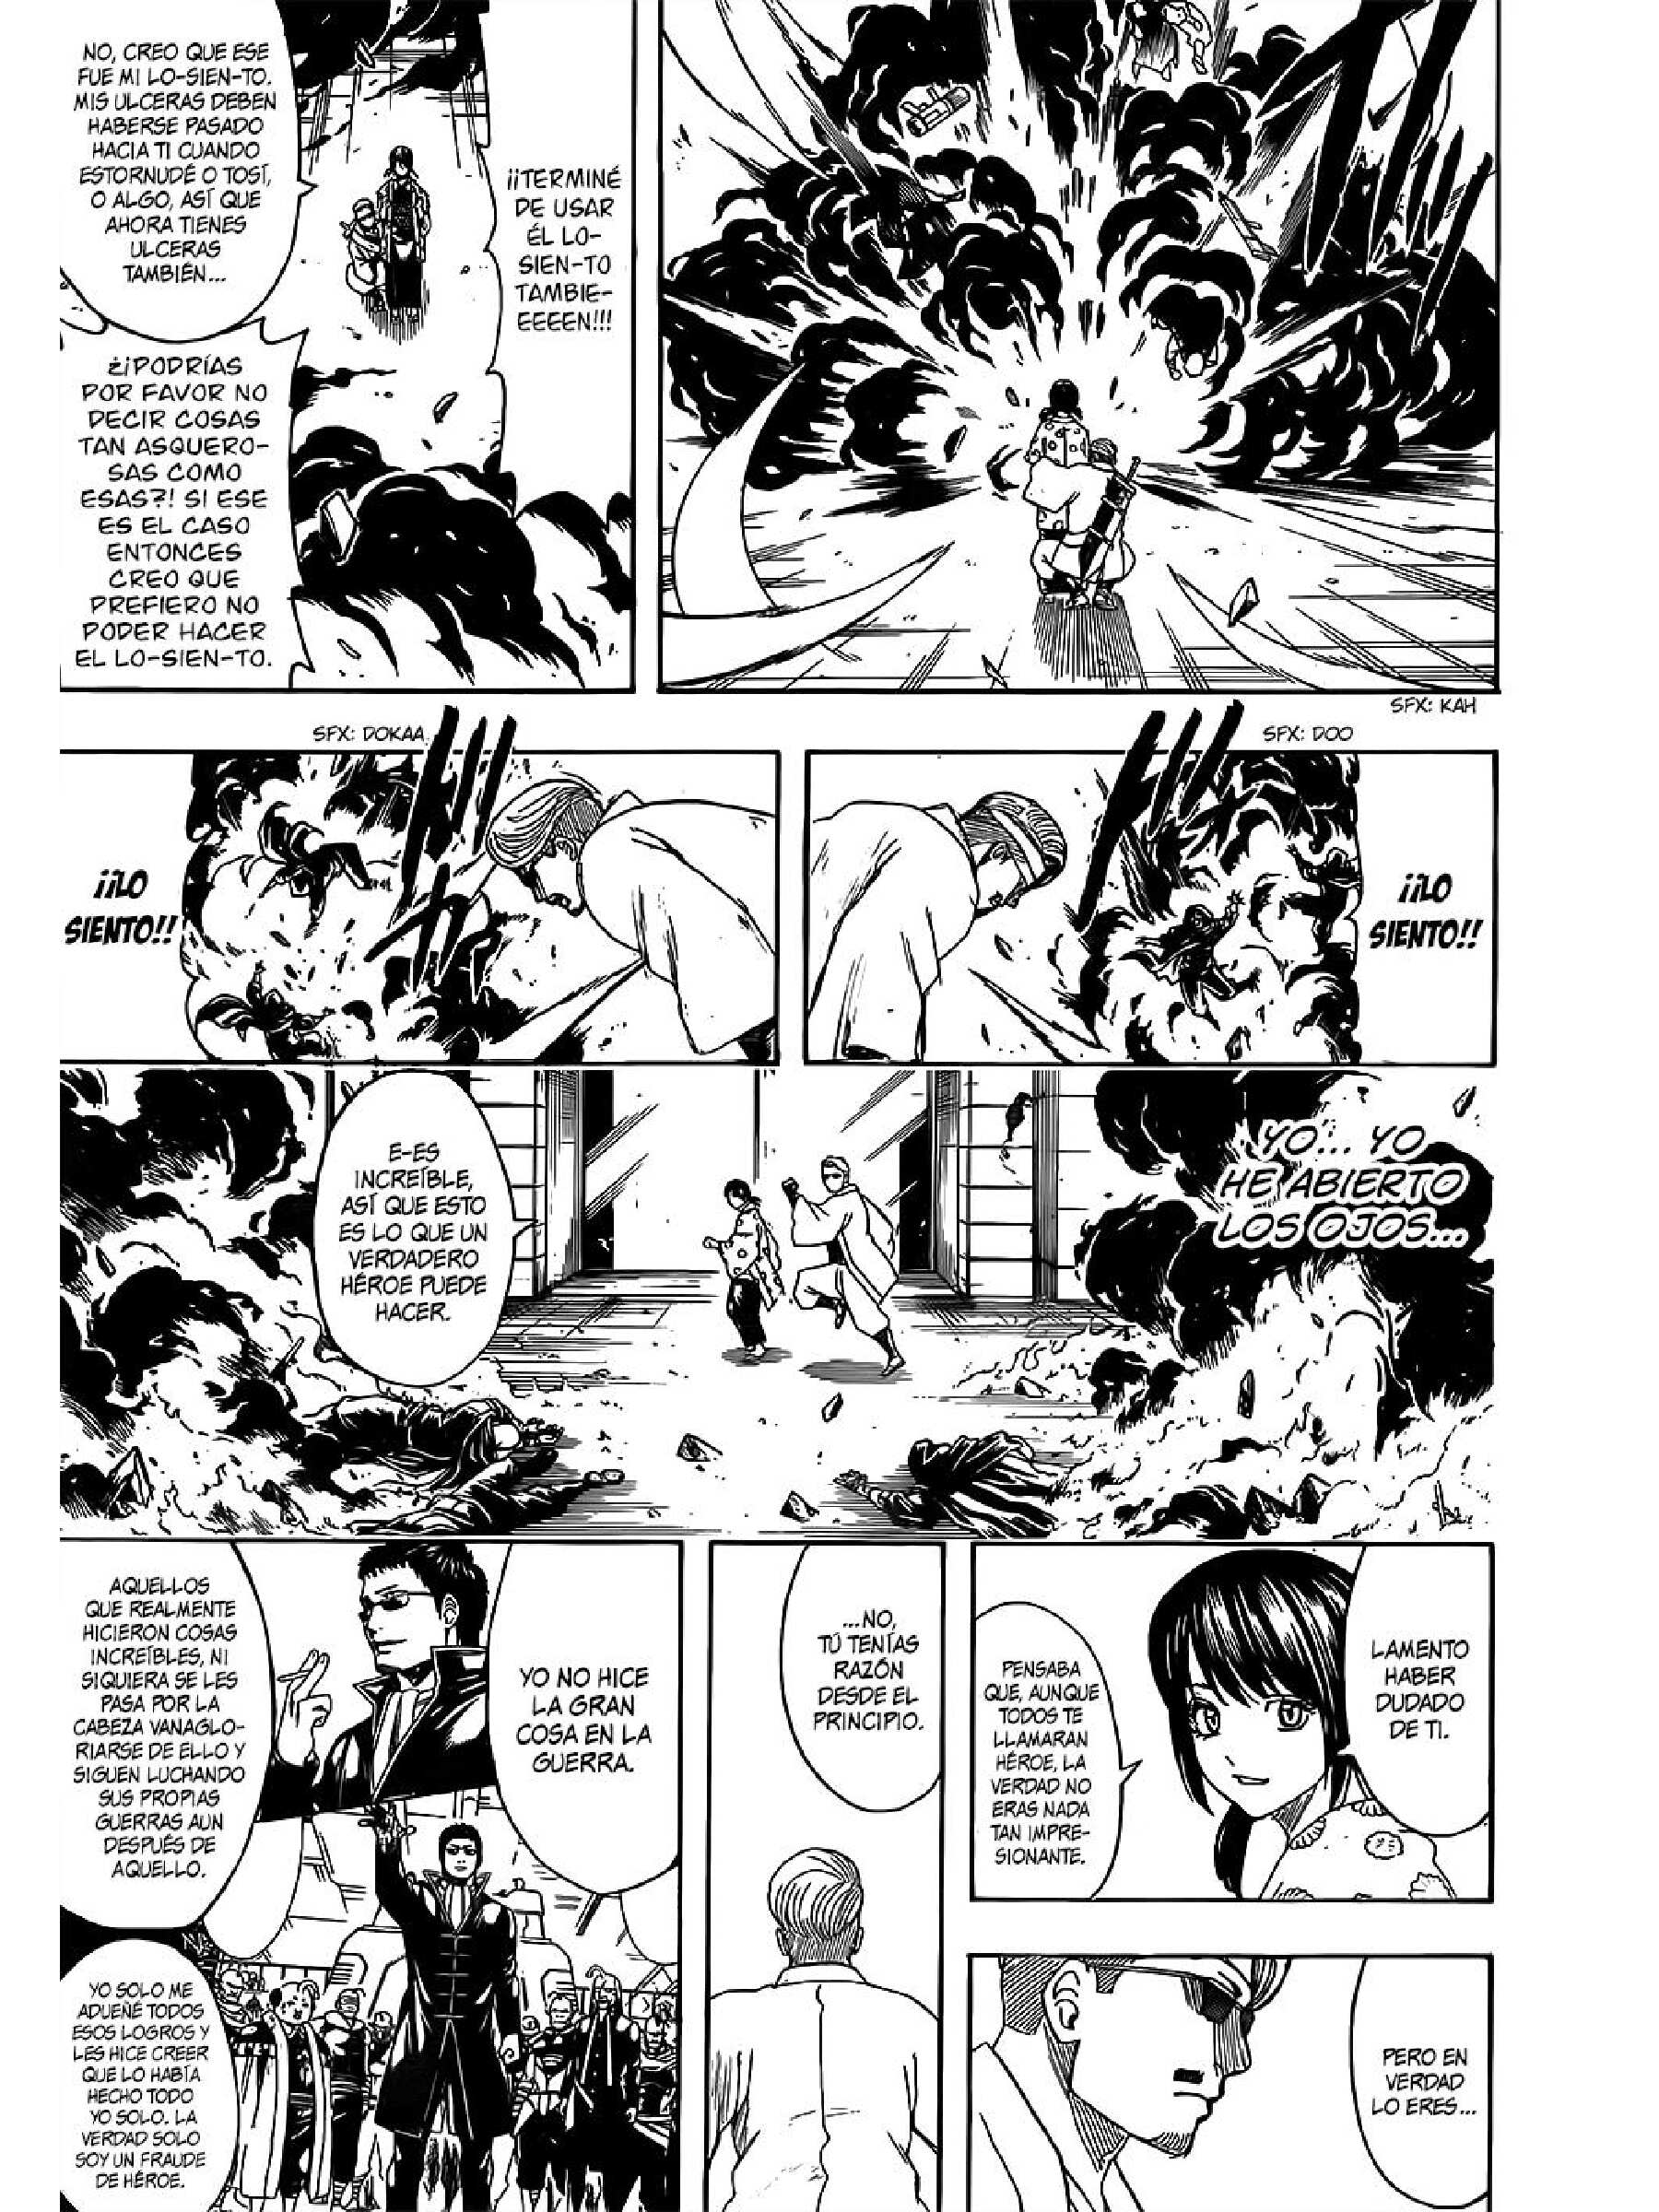 ¡¡TERMINÉ
DE USAR
ÉL LO-
SIEN-TO
TAMBIE-
EEEEN!!!
NO, CREO QUE ESE
FUE MI LO-SIEN-TO.
MIS ULCERAS DEBEN
HABERSE PASADO
HACIA TI CUANDO
ESTORNUDÉ O TOSÍ,
O ALGO, ASÍ QUE
AHORA TIENES
ULCERAS
TAMBIÉN...
¿¡PODRÍAS
POR FAVOR NO
DECIR COSAS
TAN ASQUERO-
SAS COMO
ESAS?! SI ESE
ES EL CASO
ENTONCES
CREO QUE
PREFIERO NO
PODER HACER
EL LO-SIEN-TO.
SFX: KAH
SFX: DOO
SFX: DOKAA
¡¡LO
SIENTO!!
¡¡LO
SIENTO!!
YO... YO
HE ABIERTO
LOS OJOS...
E-ES
INCREÍBLE,
ASÍ QUE ESTO
ES LO QUE UN
VERDADERO
HÉROE PUEDE
HACER.
LAMENTO
HABER
DUDADO
DE TI.
PENSABA
QUE, AUNQUE
TODOS TE
LLAMARAN
HÉROE, LA
VERDAD NO
ERAS NADA
TAN IMPRE-
SIONANTE.
PERO EN
VERDAD
LO ERES...
...NO,
TÚ TENÍAS
RAZÓN
DESDE EL
PRINCIPIO.
YO NO HICE
LA GRAN
COSA EN LA
GUERRA.
AQUELLOS
QUE REALMENTE
HICIERON COSAS
INCREÍBLES, NI
SIQUIERA SE LES
PASA POR LA
CABEZA VANAGLO-
RIARSE DE ELLO Y
SIGUEN LUCHANDO
SUS PROPIAS
GUERRAS AUN
DESPUÉS DE
AQUELLO.
YO SOLO ME
ADUEÑÉ TODOS
ESOS LOGROS Y
LES HICE CREER
QUE LO HABÍA
HECHO TODO
YO SOLO. LA
VERDAD SOLO
SOY UN FRAUDE
DE HÉROE.